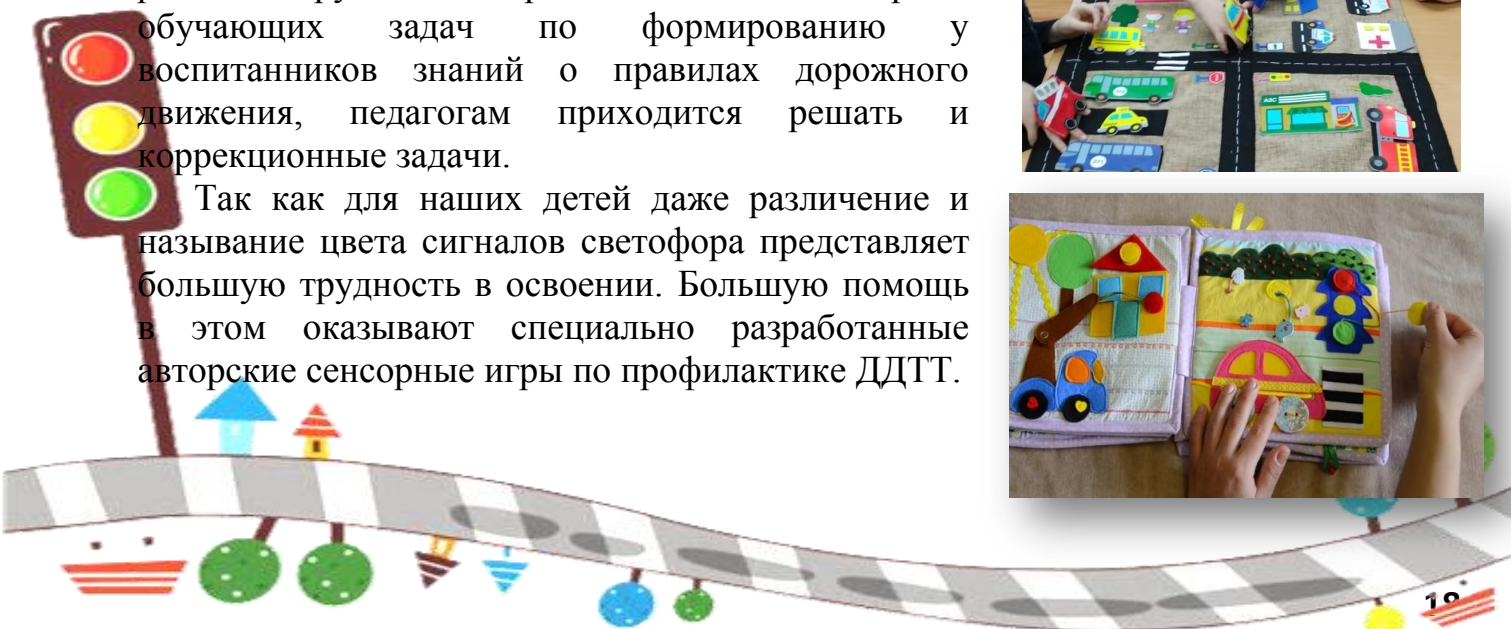 обучающих задач по формированию у
воспитанников знаний о правилах дорожного
движения, педагогам приходится решать и
коррекционные задачи.
Так как для наших детей даже различение и
называние цвета сигналов светофора представляет
большую трудность в освоении. Большую помощь
в этом оказывают специально разработанные
авторские сенсорные игры по профилактике ДДТТ.